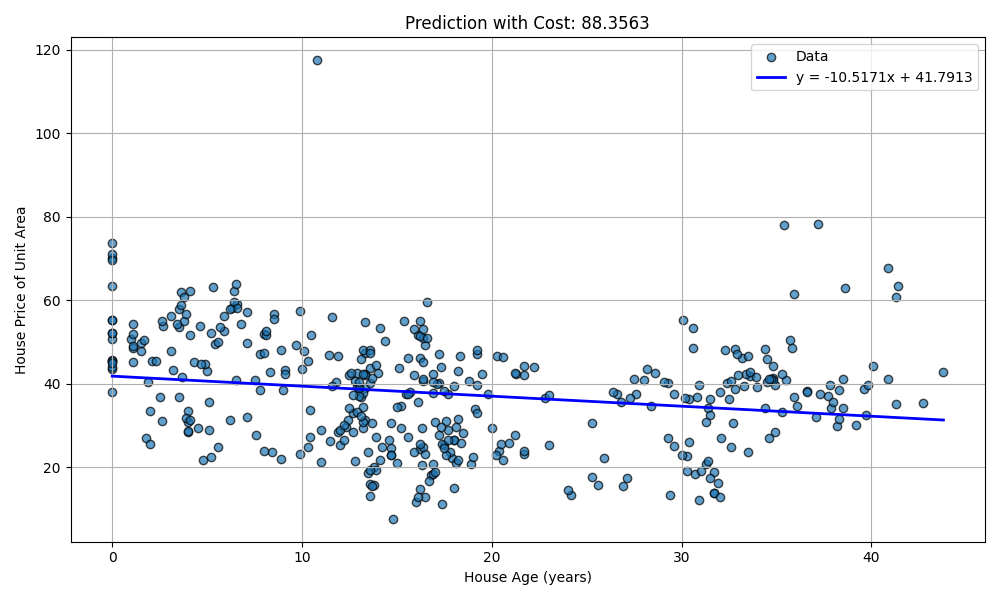 Prediction with Cost: 88.3563
120
100
80
60
40
20
House Price of Unit Area
Data
y = -10.5171x + 41.7913
0
10
20
30
40
House Age (years)